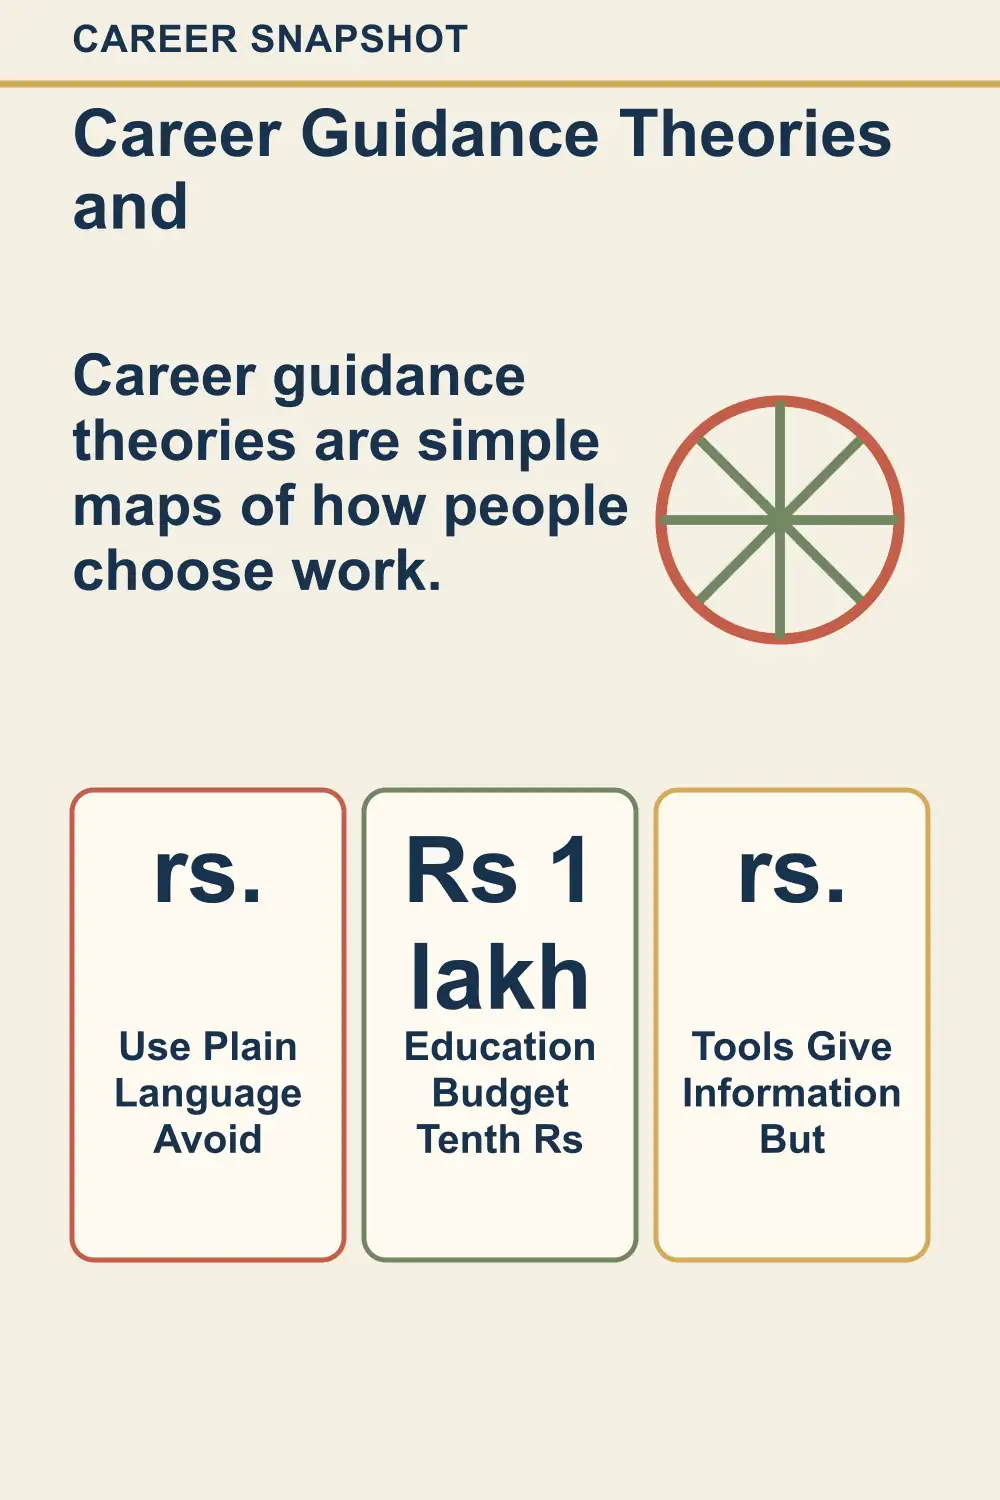 CAREER SNAPSHOT
Career Guidance Theories
and
Career guidance
theories are simple
maps of how people
choose work.
rs.
Use Plain
Language
Avoid
Rs 1
lakh
Education
Budget
Tenth Rs
rs.
Tools Give
Information
But